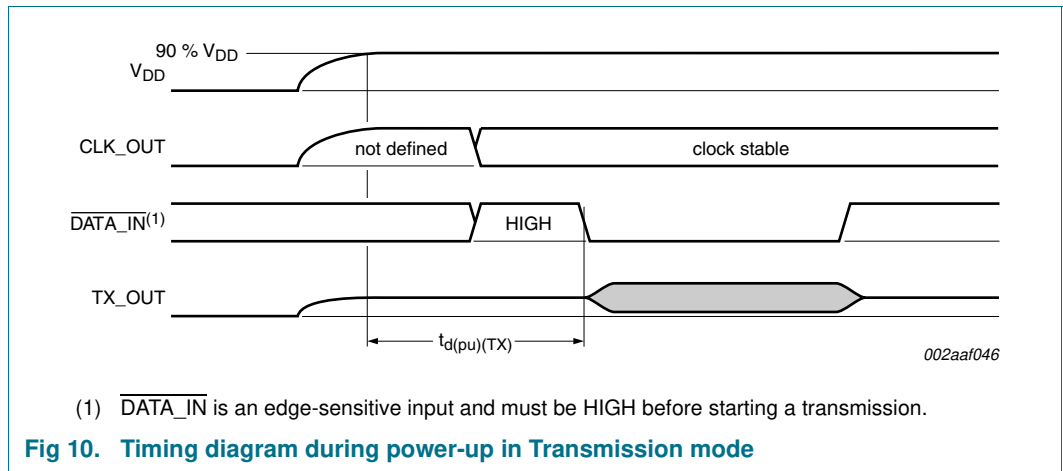 90 % VDD
VDD
CLK_OUT
not defined
clock stable
DATA_IN(1)
HIGH
TX_OUT
td(pu)(TX)
002aaf046
(1) DATA_IN is an edge-sensitive input and must be HIGH before starting a transmission.
Fig 10. Timing diagram during power-up in Transmission mode